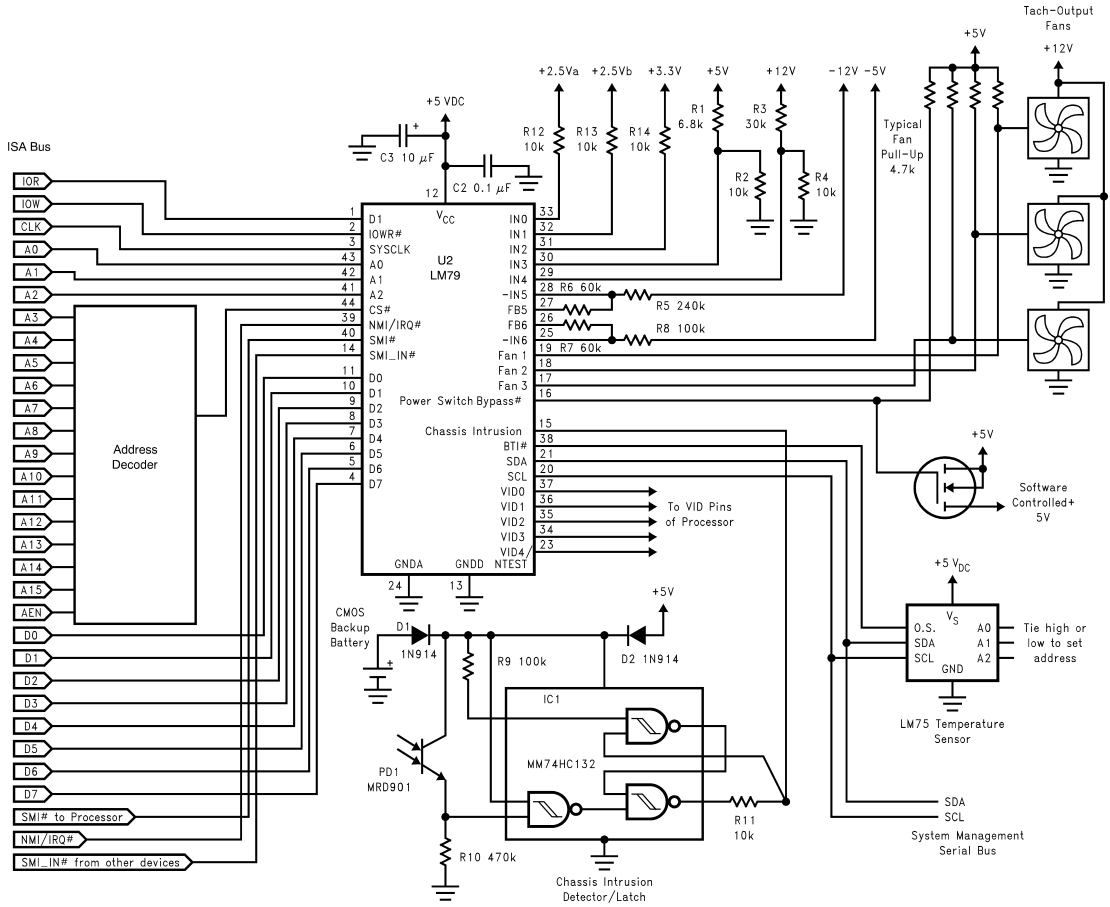 Tach-Output
Fans
+5V
+12V
+2.5Va
+2.5Vb
+3.3V
+5V
+12V
-12V
-5V
+5 VDC
ISA Bus
C3 10 μF
+
C2 0.1 μF
R12
10k
R13
10k
R14
10k
R1
6.8k
R3
30k
R2
10k
R4
10k
Typical
Fan
Pull-Up
4.7k
IOR
IOW
CLK
A0
A1
A2
A3
A4
A5
A6
A7
A8
A9
A10
A11
A12
A13
A14
A15
AEN
D0
D1
D2
D3
D4
D5
D6
D7
SMI# to Processor
NMI/IRQ#
SMI_IN# from other devices
Address
Decoder
12
VCC
U2
LM79
1 D1
2 IOWR#
3 SYSCLK
43 A0
42 A1
41 A2
44 CS#
39 NMI/IRQ#
40 SMI#
14 SMI_IN#
11 D0
10 D1
9 D2
8 D3
7 D4
6 D5
5 D6
4 D7
IN0 33
IN1 32
IN2 31
IN3 30
IN4 29
-IN5 28
FB5 27
FB6 26
-IN6 25
Fan 1 19
Fan 2 18
Fan 3 17
Power Switch Bypass# 16
Chassis Intrusion 15
BTI# 38
SDA 21
SCL 20
VID0 37
VID1 36
VID2 35
VID3 34
VID4/ 23
NTEST
GNDA
GNDD
24
13
R6 60k
R5 240k
R8 100k
R7 60k
To VID Pins
of Processor
+5V
Software
Controlled+
5V
+5 VDC
VS
O.S.
SDA
SCL
GND
A0
A1
A2
Tie high or
low to set
address
LM75 Temperature
Sensor
SDA
SCL
System Management
Serial Bus
CMOS
Backup
Battery
+
D1
1N914
+5V
D2 1N914
R9 100k
IC1
MM74HC132
PD1
MRD901
R10 470k
R11
10k
Chassis Intrusion
Detector/Latch